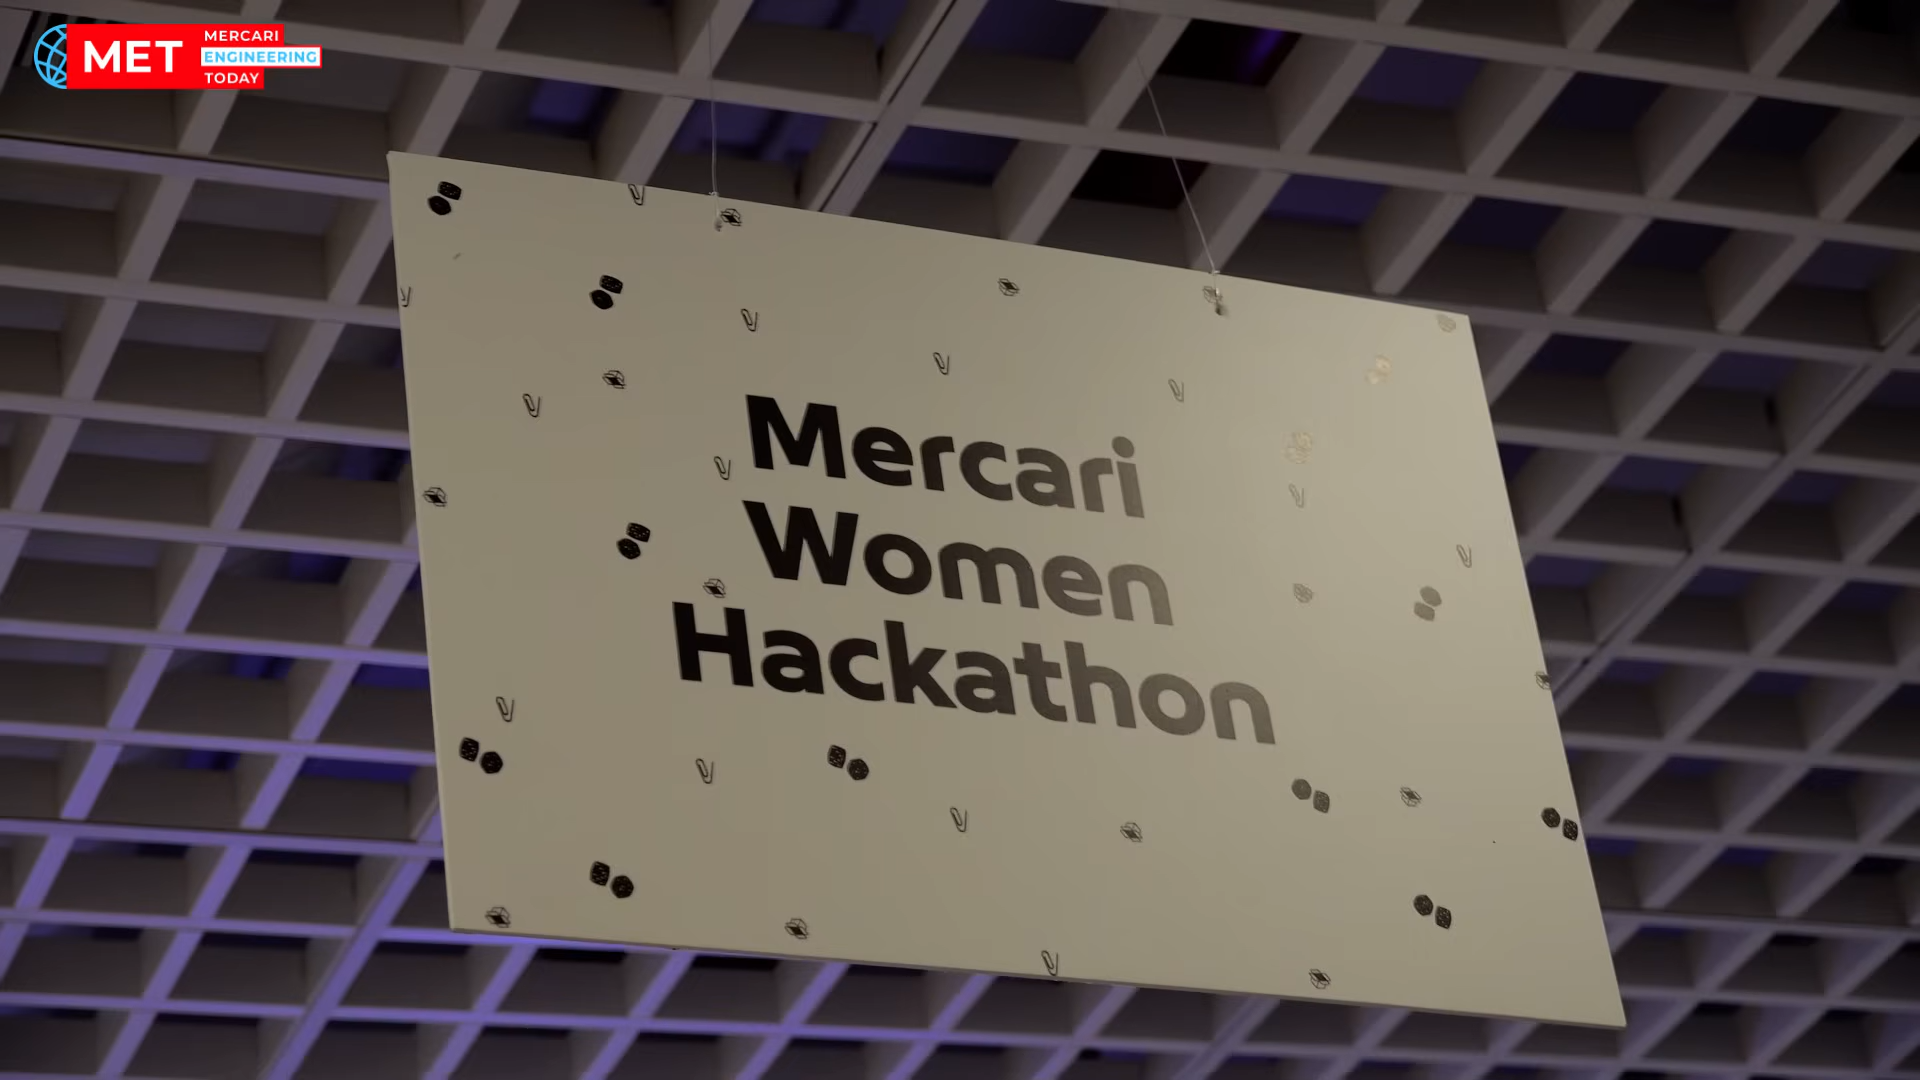 MET
MERCARI
ENGINEERING
TODAY
Mercari
Women
Hackathon